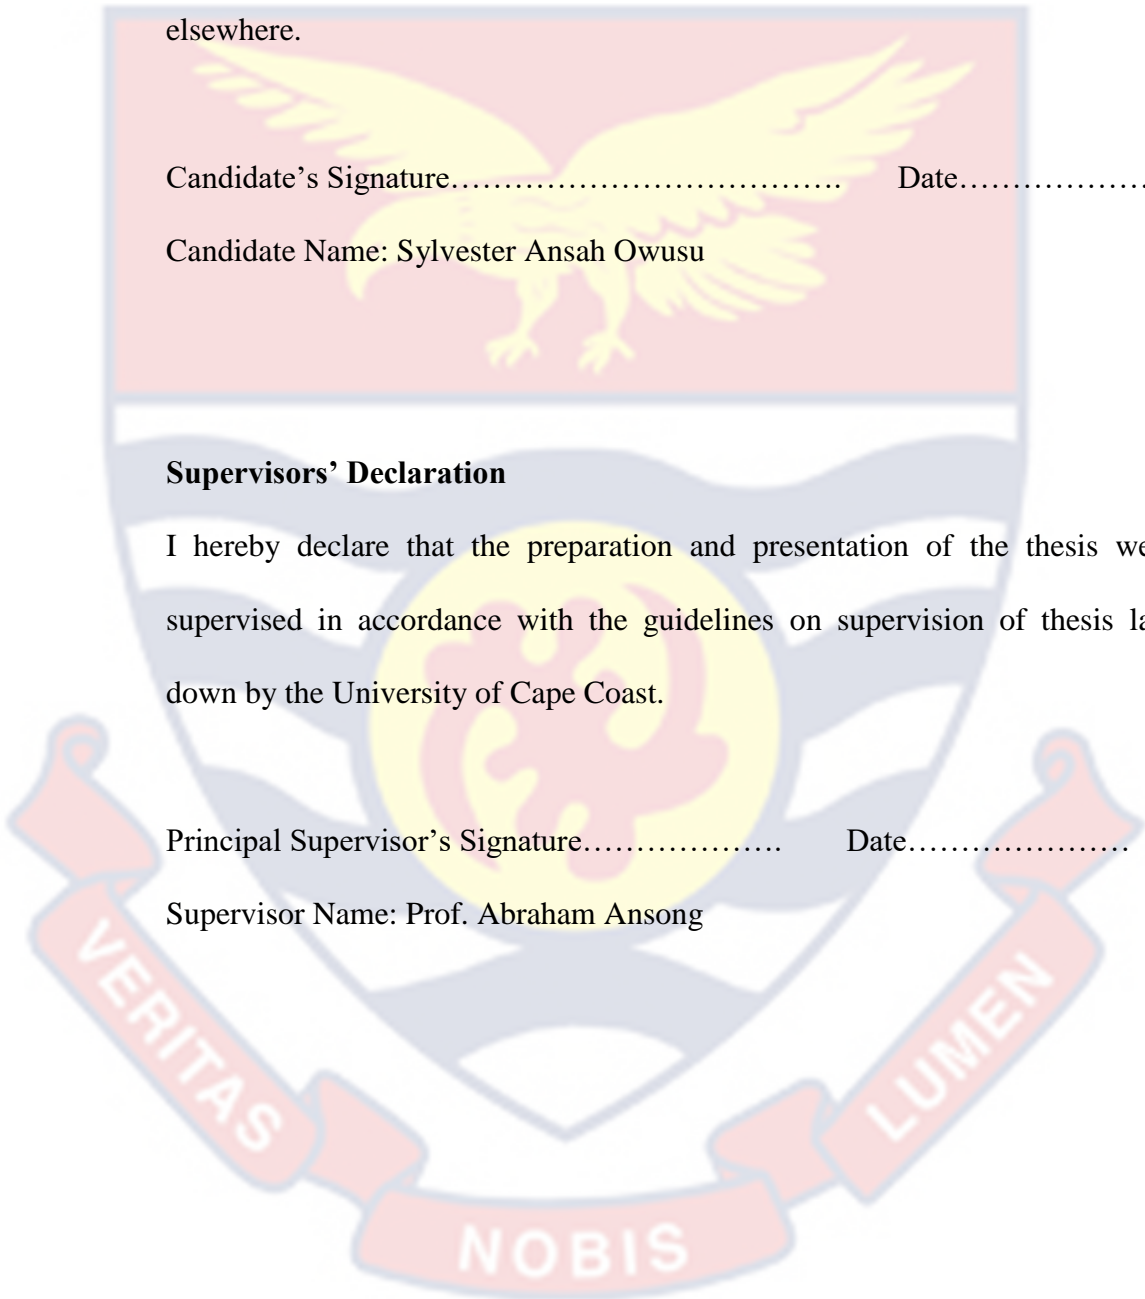 elsewhere.
Candidate’s Signature………………………………. Date………………
Candidate Name: Sylvester Ansah Owusu
Supervisors’ Declaration
I hereby declare that the preparation and presentation of the thesis we
supervised in accordance with the guidelines on supervision of thesis la
down by the University of Cape Coast.
Principal Supervisor’s Signature………………. Date…………………
Supervisor Name: Prof. Abraham Ansong
VERITAS
NOBIS
LUMEN